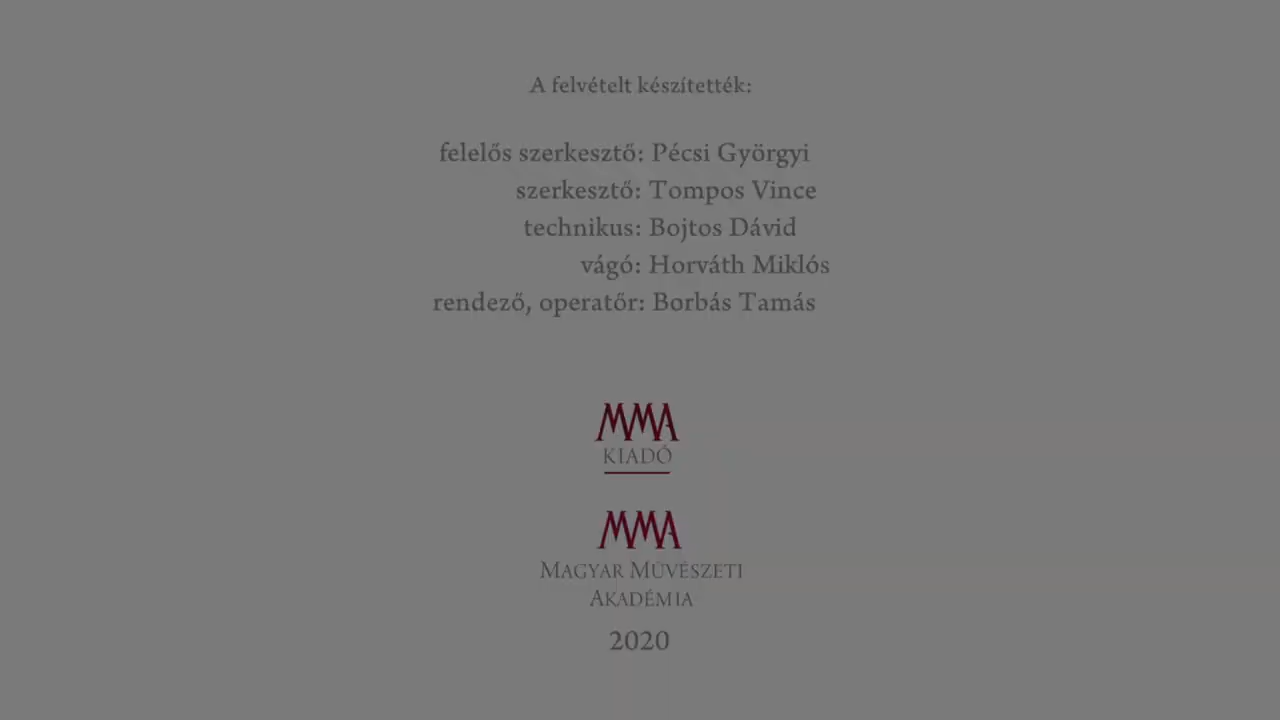 A felvételt készítették:
felelős szerkesztő: Pécsi Györgyi
szerkesztő: Tompos Vince
technikus: Bojtos Dávid
vágó: Horváth Miklós
rendező, operatőr: Borbás Tamás
MMA
KIADÓ
MMA
MAGYAR MŰVÉSZETI
AKADÉMIA
2020